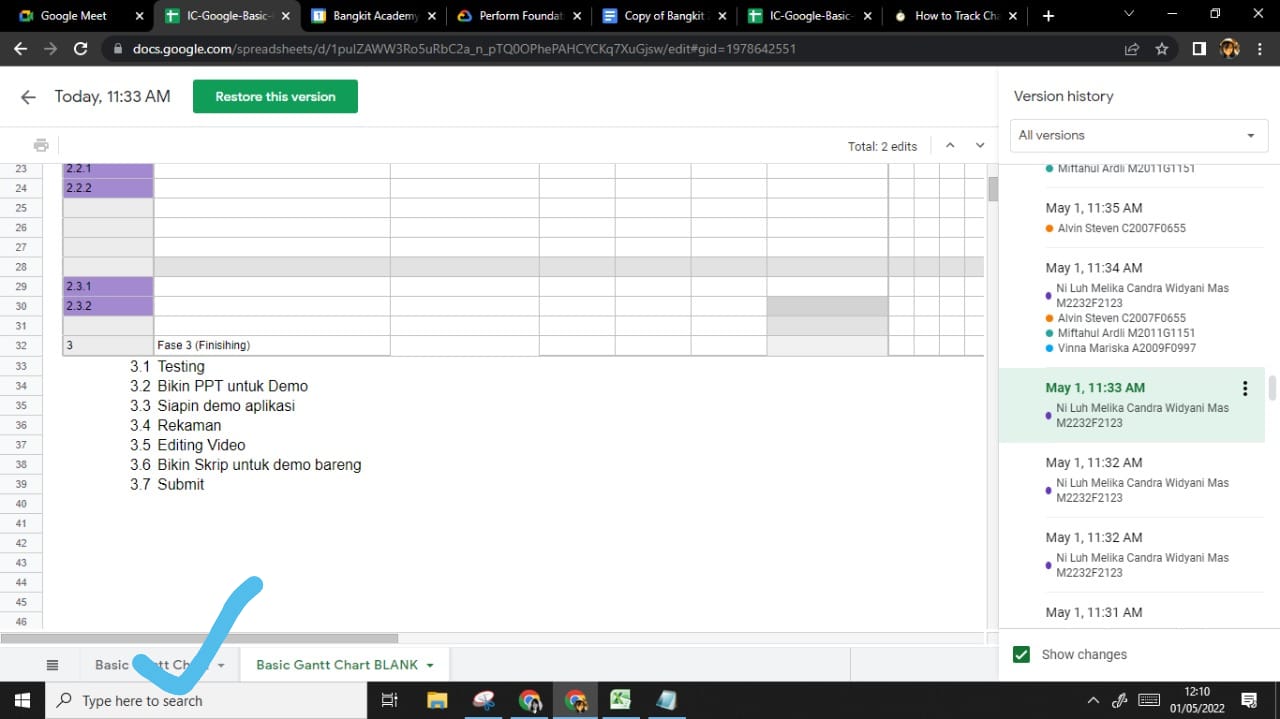 Google Meet
IC-Google-Basic-
Bangkit Academy
Perform Foundat
Copy of Bangkit
IC-Google-Basic-
How to Track Cha
docs.google.com/spreadsheets/d/1puIZAWW3Ro5uRbC2a_n_pTQ0OPhePAHCYCKq7XuGjsw/edit#gid=1978642551
Today, 11:33 AM
Restore this version
Version history
All versions
Total: 2 edits
23 2.2.1
24 2.2.2
25
26
27
28
29 2.3.1
30 2.3.2
31
32 3 Fase 3 (Finisihing)
33 3.1 Testing
34 3.2 Bikin PPT untuk Demo
35 3.3 Siapin demo aplikasi
36 3.4 Rekaman
37 3.5 Editing Video
38 3.6 Bikin Skrip untuk demo bareng
39 3.7 Submit
40
41
42
43
44
45
46
Miftahul Ardli M2011G1151
May 1, 11:35 AM
Alvin Steven C2007F0655
May 1, 11:34 AM
Ni Luh Melika Candra Widyani Mas
M2232F2123
Alvin Steven C2007F0655
Miftahul Ardli M2011G1151
Vinna Mariska A2009F0997
May 1, 11:33 AM
Ni Luh Melika Candra Widyani Mas
M2232F2123
May 1, 11:32 AM
Ni Luh Melika Candra Widyani Mas
M2232F2123
May 1, 11:32 AM
Ni Luh Melika Candra Widyani Mas
M2232F2123
May 1, 11:31 AM
Show changes
Basic Gantt Chart
Basic Gantt Chart BLANK
Type here to search
12:10
01/05/2022